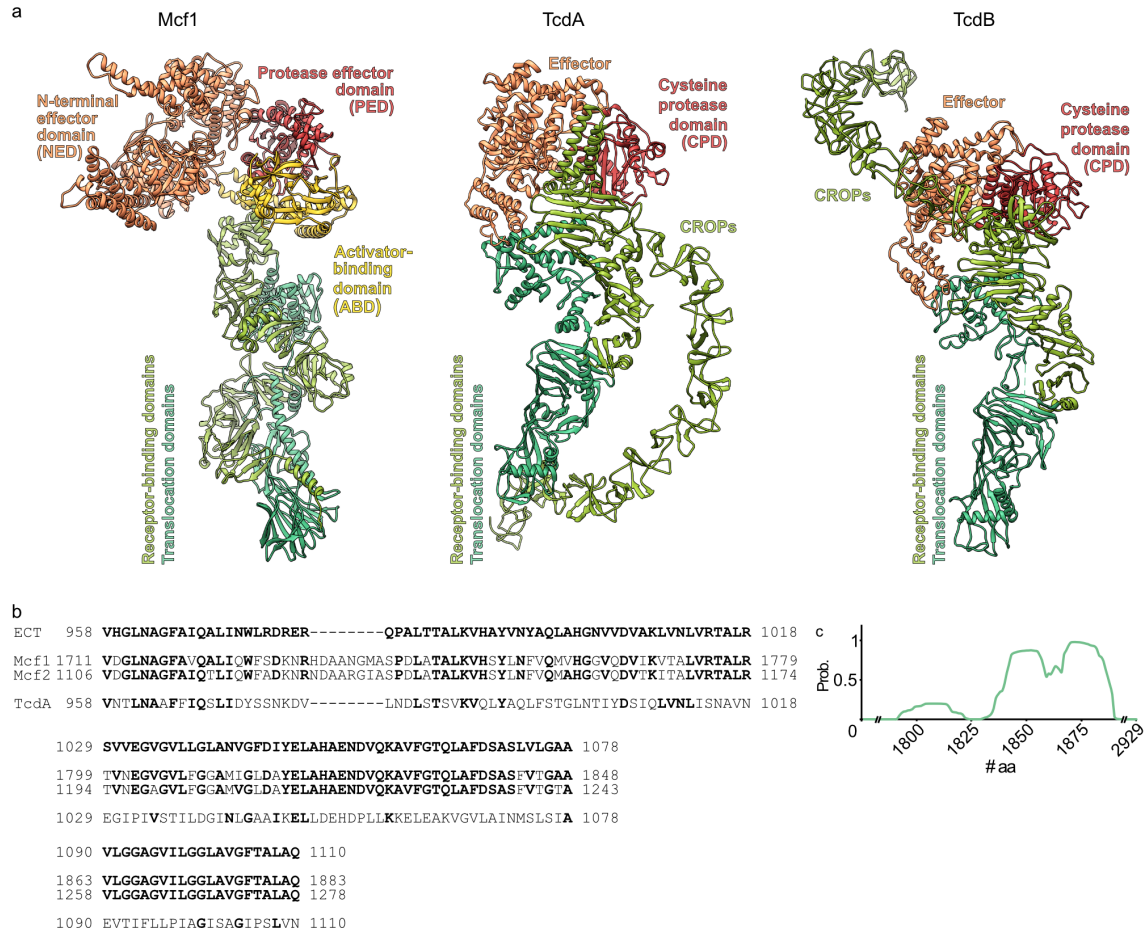 a
Mcf1
TcdA
TcdB
N-terminal
effector
domain
(NED)
Protease effector
domain
(PED)
Activator-
binding
domain
(ABD)
Receptor-binding domains
Translocation domains
Effector
Cysteine
protease
domain
(CPD)
CROPs
Receptor-binding domains
Translocation domains
CROPs
Effector
Cysteine
protease
domain
(CPD)
Receptor-binding domains
Translocation domains
b
ECT 958 VHGLNAGFAIQALINWLRDRER--------QPALTTALKVHAYVNYAQLAHGNVVDVAKLVNLVRTALR 1018
Mcf1 1711 VDGLNAGFAVQALIQWFSDKNRHDAANGMASPDLATALKVHSYLNFVQMVHGGVQDVIKVTALVRTALR 1779
Mcf2 1106 VDGLNAGFAIQTLIQWFADKNRNDAARGIASPDLATALKVHSYLNFVQMAHGGVQDVTKITALVRTALR 1174
TcdA 958 VNTLNAAFFIQSLIDYSSNKDV--------LNDLSTSVKVQLYAQLFSTGLNTIYDSIQLVNLISNAVN 1018
1029 SVVEGVGVLLGLANVGFDIYELAHAENDVQKAVFGTQLAFDSASLVLGAA 1078
1799 TVNEGVGVLFGGAMIGLDAYELAHAENDVQKAVFGTQLAFDSASFVTGAA 1848
1194 TVNEGAGVLFGGAMVGLDAYELAHAENDVQKAVFGTQLAFDSASFVTGTA 1243
1029 EGIPIVSTILDGINLGAAIKELLDEHDPLLKKELEAKVGVLAINMSLSIA 1078
1090 VLGGAGVILGGLAVGFTALAQ 1110
1863 VLGGAGVILGGLAVGFTALAQ 1883
1258 VLGGAGVILGGLAVGFTALAQ 1278
1090 EVTIFLLPIAGISAGIPSLVN 1110
c
Prob.
1
0.5
0
1800
1825
1850
1875
2929
# aa